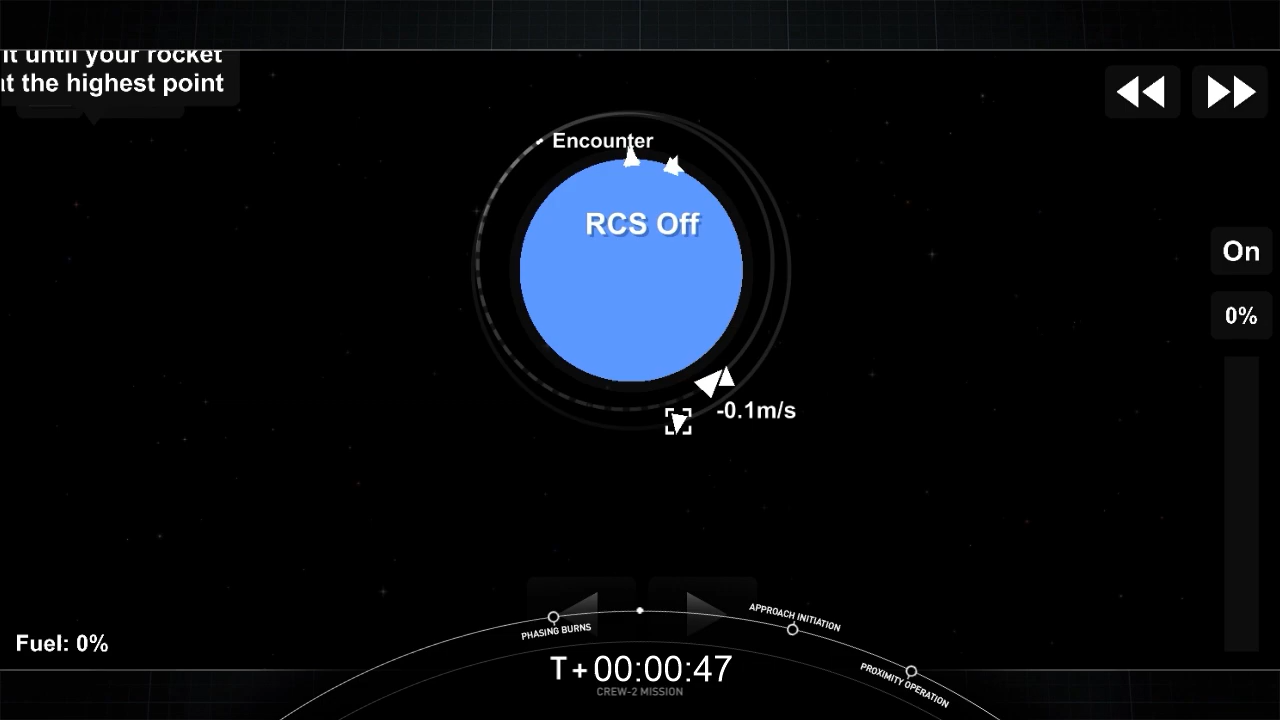 it until your rocket
at the highest point
Encounter
RCS Off
On
0%
-0.1m/s
Fuel: 0%
PHASING BURNS
APPROACH INITIATION
PROXIMITY OPERATION
T+00:00:47
CREW-2 MISSION